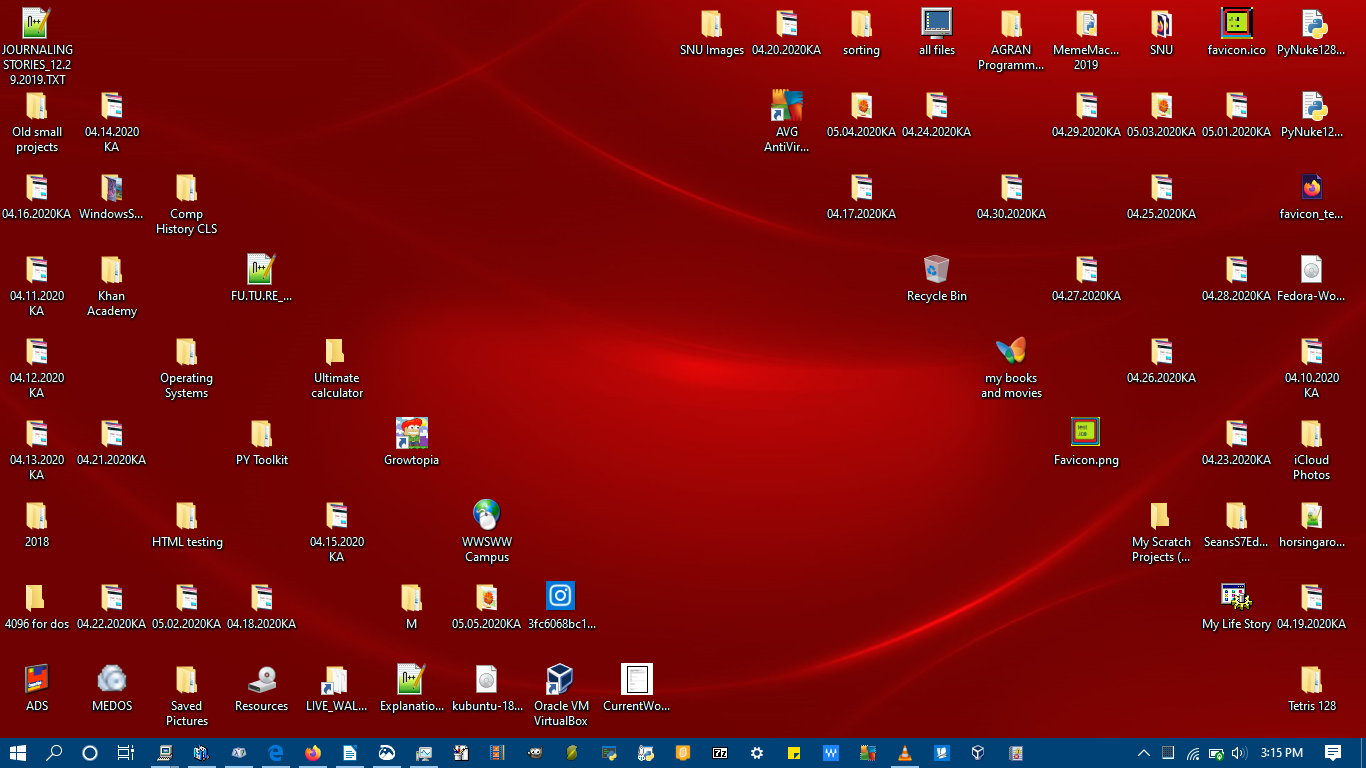 SNU Images
04.20.2020KA
sorting
all files
AGRAN
Programm...
MemeMac...
2019
SNU
favicon.ico
PyNuke128...
JOURNALING
STORIES_12.2
9.2019.TXT
Old small
projects
04.14.2020
KA
AVG
AntiVir...
05.04.2020KA
04.24.2020KA
04.29.2020KA
05.03.2020KA
05.01.2020KA
PyNuke12...
04.16.2020KA
WindowsS...
Comp
History CLS
04.17.2020KA
04.30.2020KA
04.25.2020KA
favicon_te...
04.11.2020
KA
Khan
Academy
FU.TU.RE_...
Recycle Bin
04.27.2020KA
04.28.2020KA
Fedora-Wo...
04.12.2020
KA
Operating
Systems
Ultimate
calculator
my books
and movies
04.26.2020KA
04.10.2020
KA
04.13.2020
KA
04.21.2020KA
PY Toolkit
Growtopia
Favicon.png
04.23.2020KA
iCloud
Photos
2018
HTML testing
04.15.2020
KA
WWSWW
Campus
My Scratch
Projects (...
SeansS7Ed...
horsingaro...
4096 for dos
04.22.2020KA
05.02.2020KA
04.18.2020KA
M
05.05.2020KA
3fc6068bc1...
My Life Story
04.19.2020KA
ADS
MEDOS
Saved
Pictures
Resources
LIVE_WAL...
Explanatio...
kubuntu-18...
Oracle VM
VirtualBox
CurrentWo...
Tetris 128
3:15 PM